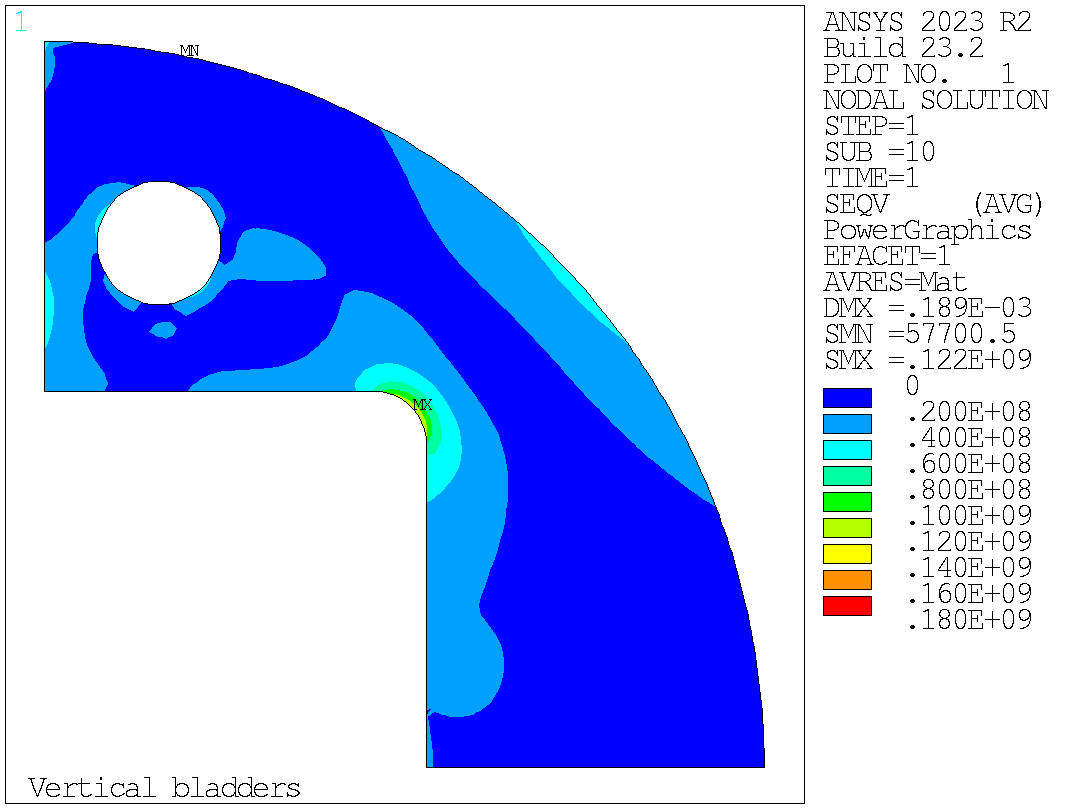 1
MN
MX
Vertical bladders
ANSYS 2023 R2
Build 23.2
PLOT NO. 1
NODAL SOLUTION
STEP=1
SUB =10
TIME=1
SEQV (AVG)
PowerGraphics
EFACET=1
AVRES=Mat
DMX =.189E-03
SMN =57700.5
SMX =.122E+09
0
.200E+08
.400E+08
.600E+08
.800E+08
.100E+09
.120E+09
.140E+09
.160E+09
.180E+09